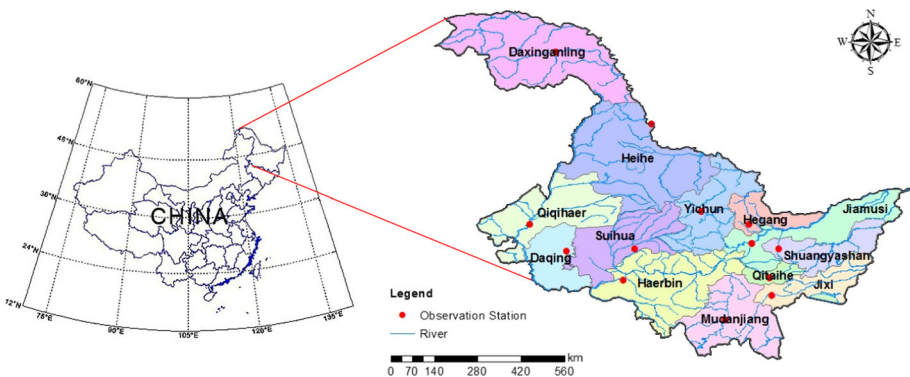 60°N
48°N
36°N
24°N
12°N
75°E
90°E
105°E
120°E
135°E
CHINA
N
W E
S
Daxinganling
Heihe
Yichun
Hegang
Jiamusi
Qiqihaer
Suihua
Shuangyashan
Daqing
Qitaihe
Haerbin
Jixi
Mudanjiang
Legend
Observation Station
River
0 70 140 280 420 560 km